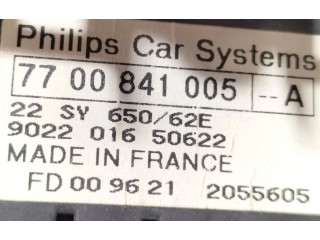 Philips Car Systems
77 00 841 005 --A
22 SY 650/62E
9022 016 50622
MADE IN FRANCE
FD 00 96 21 2055605